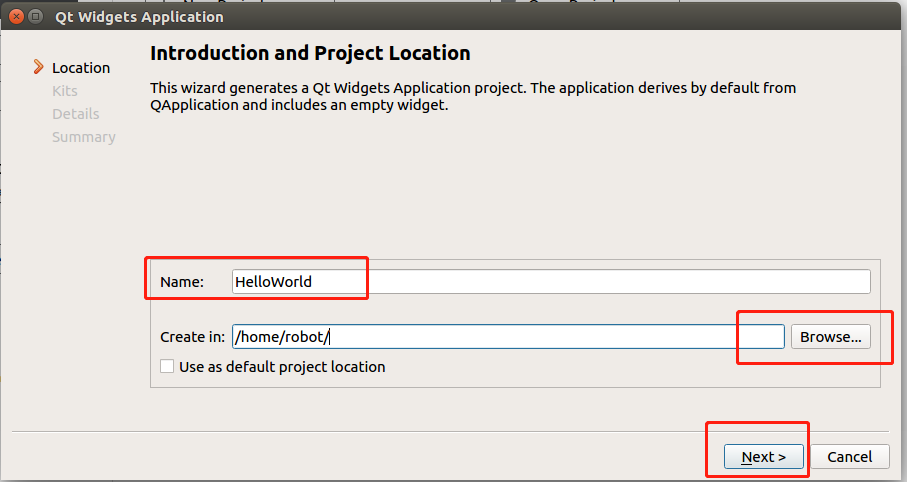 Qt Widgets Application
Location
Kits
Details
Summary
Introduction and Project Location
This wizard generates a Qt Widgets Application project. The application derives by default from
QApplication and includes an empty widget.
Name: HelloWorld
Create in: /home/robot/ Browse...
Use as default project location
Next > Cancel